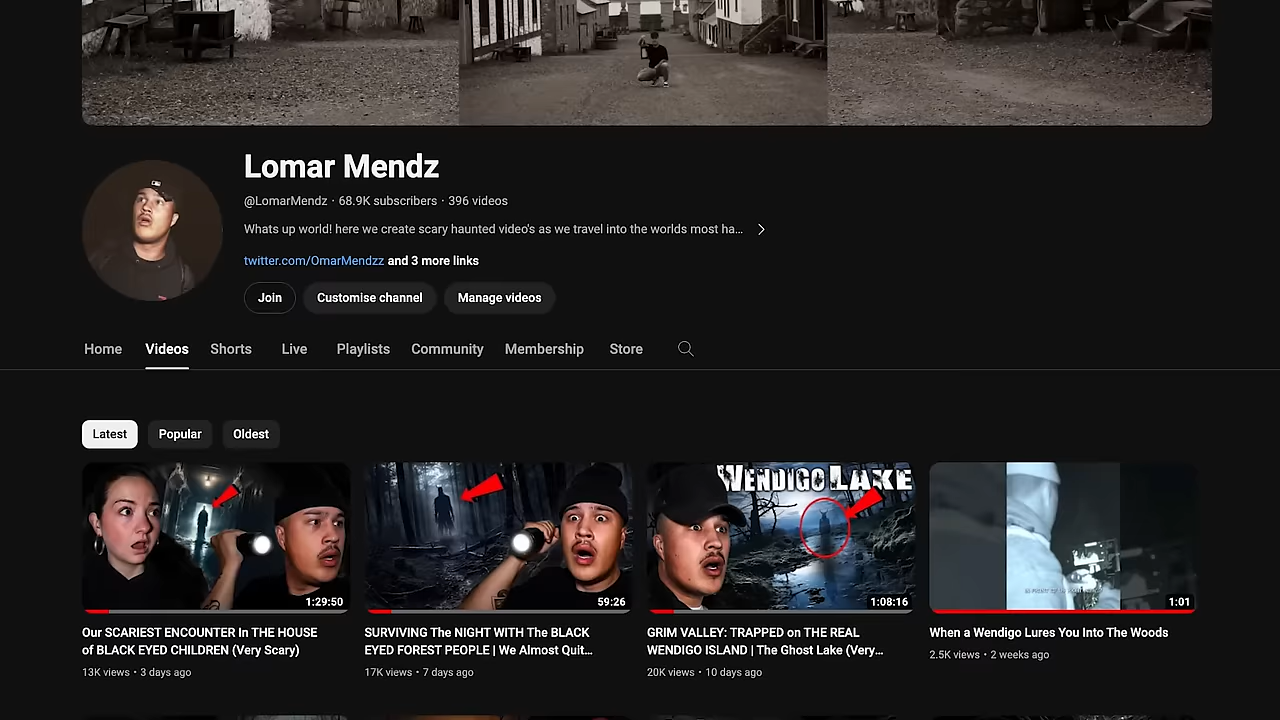 Lomar Mendz
@LomarMendz · 68.9K subscribers · 396 videos
Whats up world! here we create scary haunted video's as we travel into the worlds most ha...
twitter.com/OmarMendzz and 3 more links
Join Customise channel Manage videos
Home Videos Shorts Live Playlists Community Membership Store
Latest Popular Oldest
WENDIGO LAKE
1:29:50 59:26 1:08:16 1:01
Our SCARIEST ENCOUNTER In THE HOUSE
of BLACK EYED CHILDREN (Very Scary)
13K views · 3 days ago
SURVIVING The NIGHT WITH The BLACK
EYED FOREST PEOPLE | We Almost Quit...
17K views · 7 days ago
GRIM VALLEY: TRAPPED on THE REAL
WENDIGO ISLAND | The Ghost Lake (Very...
20K views · 10 days ago
When a Wendigo Lures You Into The Woods
2.5K views · 2 weeks ago